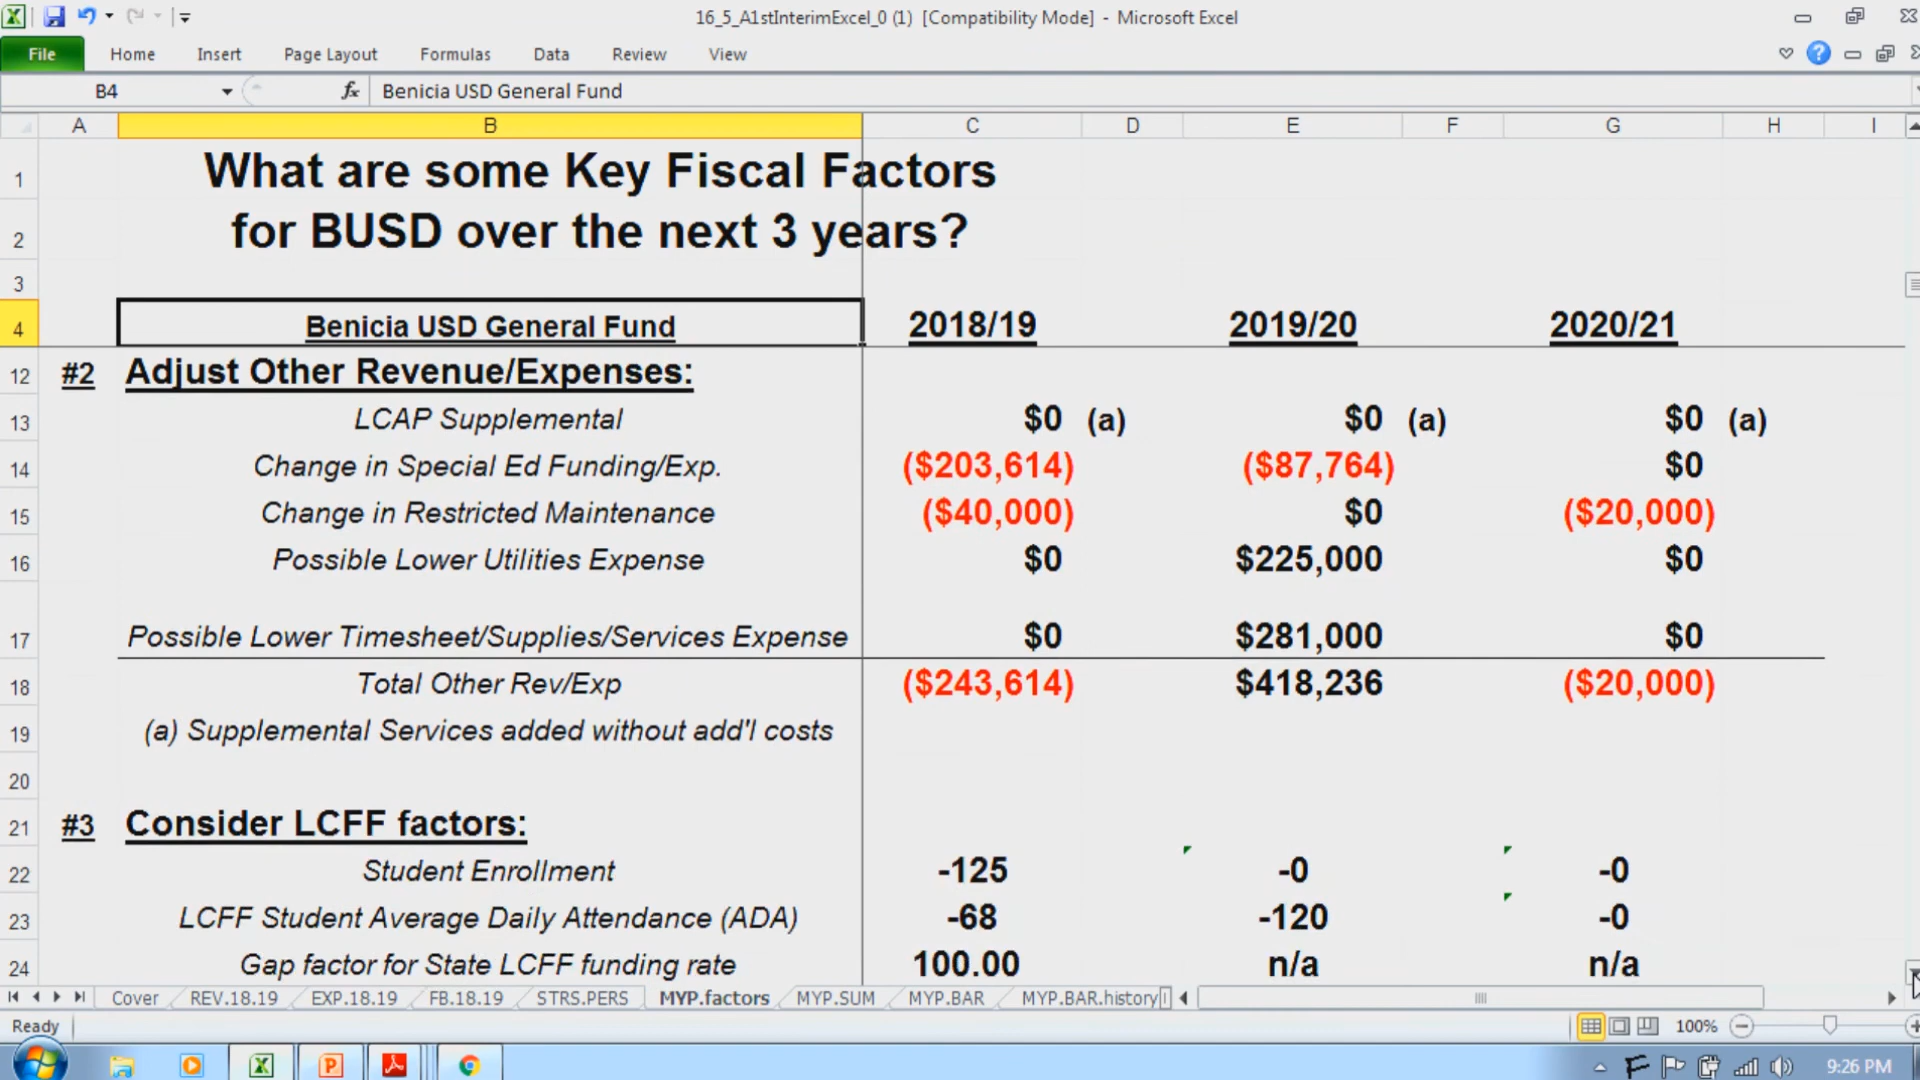 16_5_A1stInterimExcel_0 (1)  [Compatibility Mode]  -  Microsoft Excel
File Home Insert Page Layout Formulas Data Review View
B4 fx Benicia USD General Fund
A B C D E F G H I
1 What are some Key Fiscal Factors
2 for BUSD over the next 3 years?
3
4 Benicia USD General Fund 2018/19 2019/20 2020/21
12 #2 Adjust Other Revenue/Expenses:
13 LCAP Supplemental $0 (a) $0 (a) $0 (a)
14 Change in Special Ed Funding/Exp. ($203,614) ($87,764) $0
15 Change in Restricted Maintenance ($40,000) $0 ($20,000)
16 Possible Lower Utilities Expense $0 $225,000 $0
17 Possible Lower Timesheet/Supplies/Services Expense $0 $281,000 $0
18 Total Other Rev/Exp ($243,614) $418,236 ($20,000)
19 (a) Supplemental Services added without add'l costs
20
21 #3 Consider LCFF factors:
22 Student Enrollment -125 -0 -0
23 LCFF Student Average Daily Attendance (ADA) -68 -120 -0
24 Gap factor for State LCFF funding rate 100.00 n/a n/a
Cover REV.18.19 EXP.18.19 FB.18.19 STRS.PERS MYP.factors MYP.SUM MYP.BAR MYP.BAR.history
Ready 100%
9:26 PM